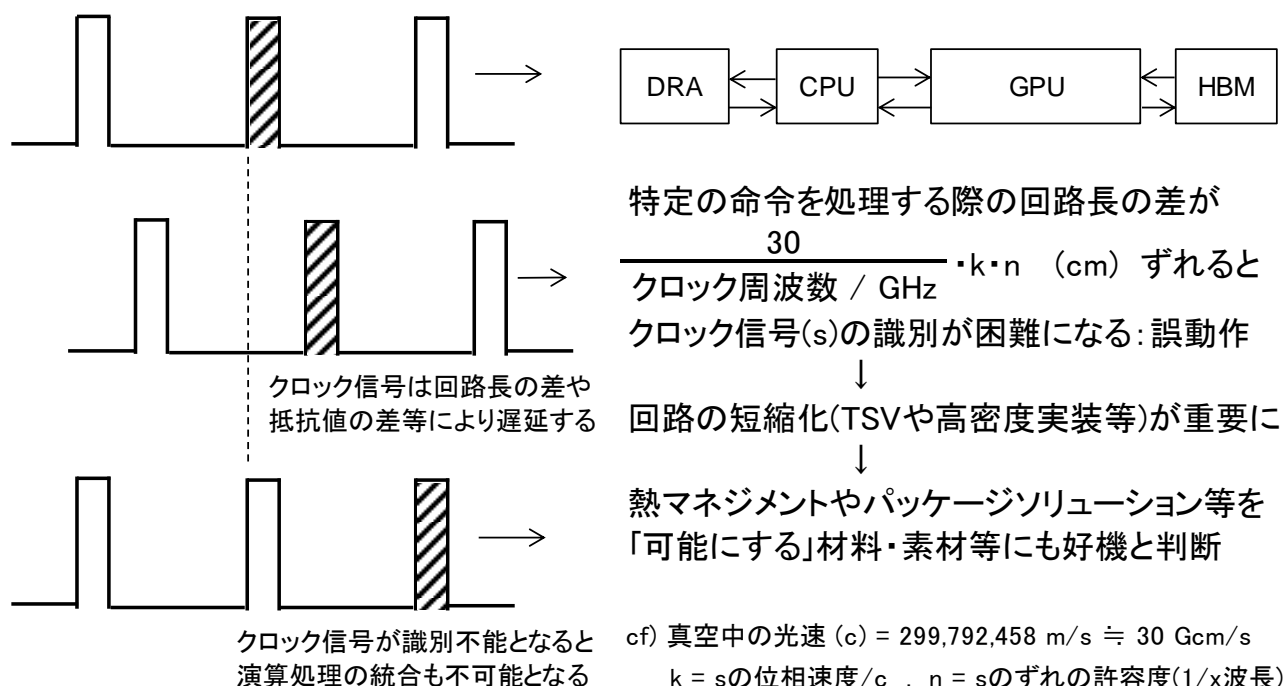 DRA
CPU
GPU
HBM
特定の命令を処理する際の回路長の差が
30
クロック周波数 / GHz
・k・n (cm) ずれると
クロック信号(s)の識別が困難になる:誤動作
↓
回路の短縮化(TSVや高密度実装等)が重要に
↓
熱マネジメントやパッケージソリューション等を
「可能にする」材料・素材等にも好機と判断
クロック信号は回路長の差や
抵抗値の差等により遅延する
クロック信号が識別不能となると
演算処理の統合も不可能となる
cf) 真空中の光速 (c) = 299,792,458 m/s ≒ 30 Gcm/s
k = sの位相速度/c , n = sのずれの許容度(1/x波長)